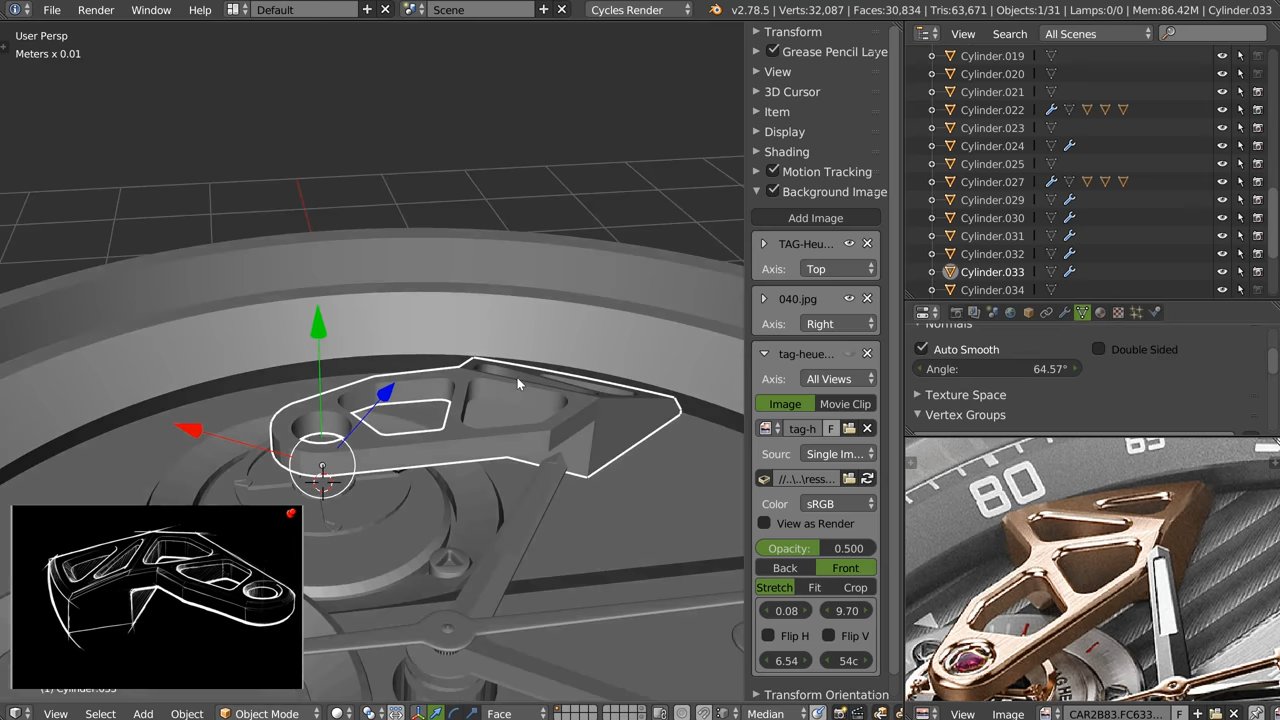 File Render Window Help Default Scene Cycles Render v2.78.5 | Verts:32,087 | Faces:30,834 | Tris:63,671 | Objects:1/31 | Lamps:0/0 | Mem:86.42M | Cylinder.033
User Persp
Meters x 0.01
Transform
Grease Pencil Laye
View
3D Cursor
Item
Display
Shading
Motion Tracking
Background Image
Add Image
TAG-Heu...
Axis: Top
040.jpg
Axis: Right
tag-heue...
Axis: All Views
Image Movie Clip
tag-h F
Sourc Single Im...
//..\..\ress...
Color sRGB
View as Render
Opacity: 0.500
Back Front
Stretch Fit Crop
0.08 9.70
Flip H Flip V
6.54 54c
Transform Orientation
View Search All Scenes
Cylinder.019
Cylinder.020
Cylinder.021
Cylinder.022
Cylinder.023
Cylinder.024
Cylinder.025
Cylinder.027
Cylinder.029
Cylinder.030
Cylinder.031
Cylinder.032
Cylinder.033
Cylinder.034
Normals
Auto Smooth Double Sided
Angle: 64.57°
Texture Space
Vertex Groups
85
80
65
View Select Add Object Object Mode Face Median
View Image CAR2B83.FC633... F